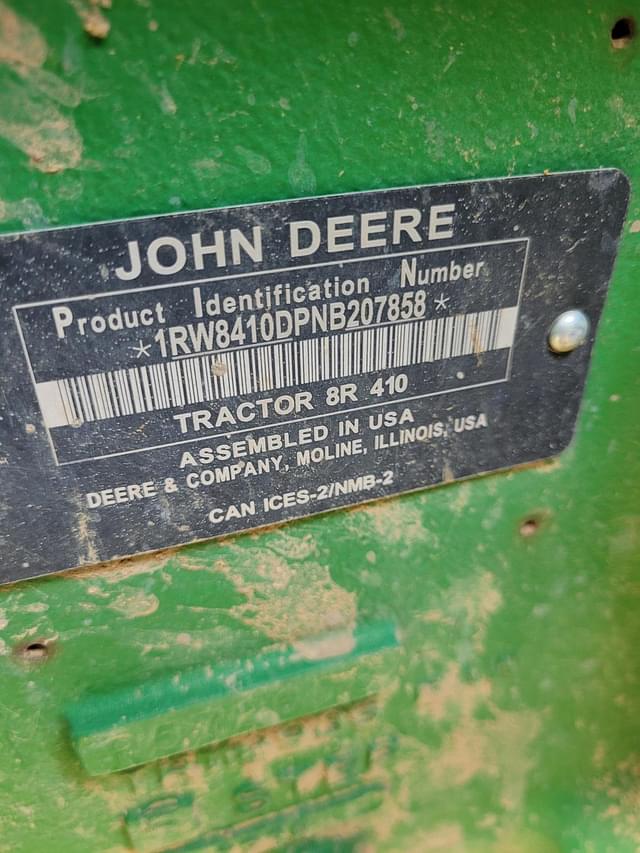 JOHN DEERE
Product Identification Number
*1RW8410DPNB207858*
TRACTOR 8R 410
ASSEMBLED IN USA
DEERE & COMPANY, MOLINE, ILLINOIS, USA
CAN ICES-2/NMB-2